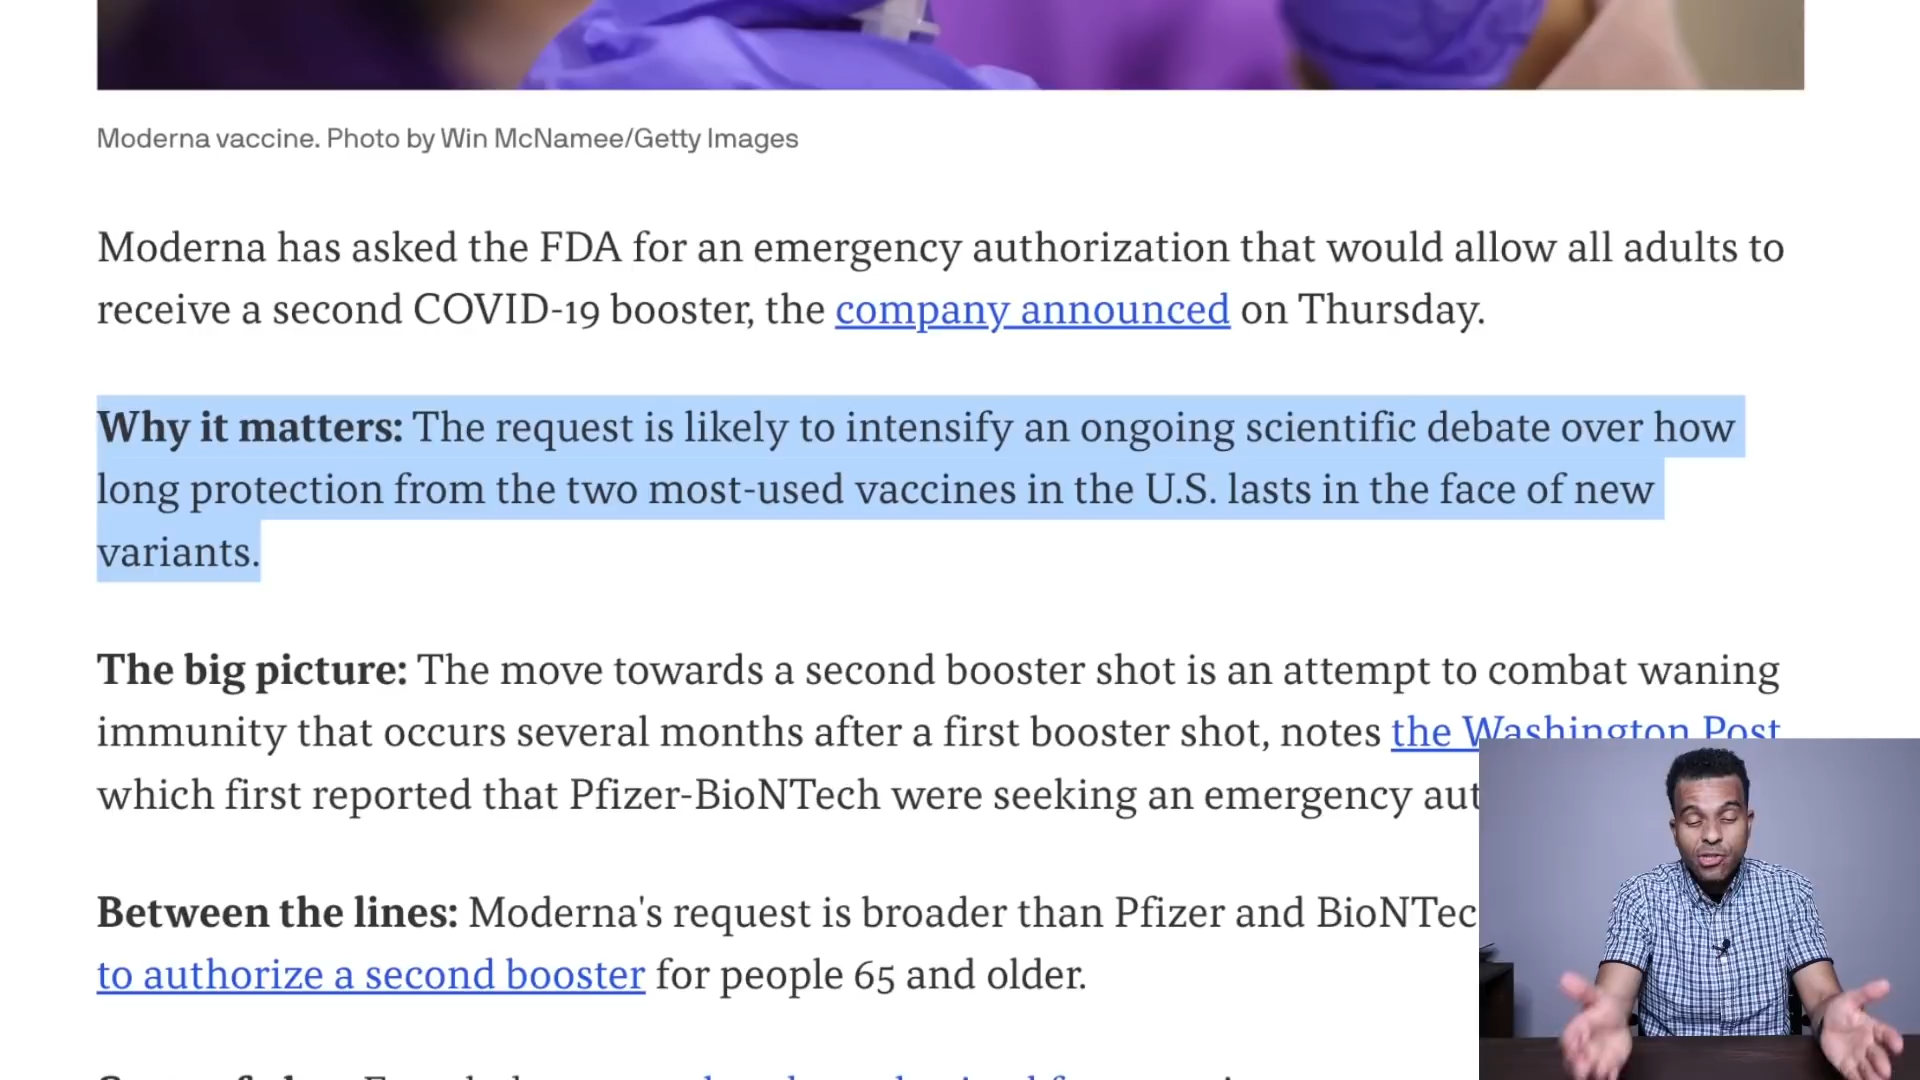 Moderna vaccine. Photo by Win McNamee/Getty Images
Moderna has asked the FDA for an emergency authorization that would allow all adults to
receive a second COVID-19 booster, the company announced on Thursday.
Why it matters: The request is likely to intensify an ongoing scientific debate over how
long protection from the two most-used vaccines in the U.S. lasts in the face of new
variants.
The big picture: The move towards a second booster shot is an attempt to combat waning
immunity that occurs several months after a first booster shot, notes the Washington Post
which first reported that Pfizer-BioNTech were seeking an emergency aut
Between the lines: Moderna's request is broader than Pfizer and BioNTec
to authorize a second booster for people 65 and older.